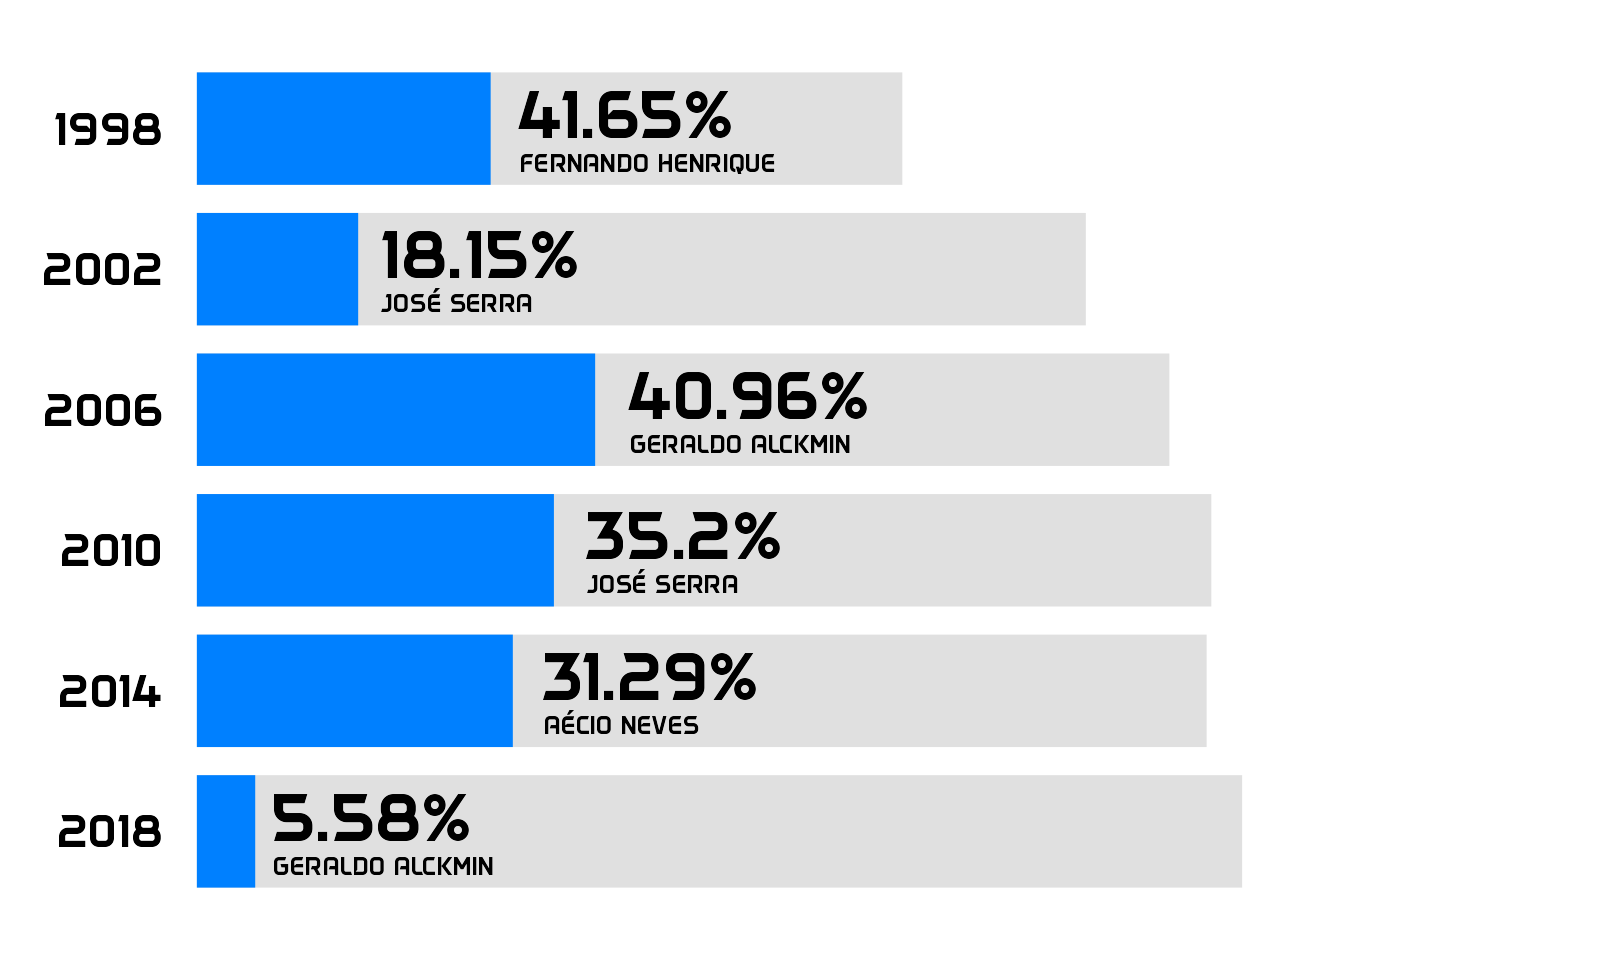 1998
41.65%
FERNANDO HENRIQUE
2002
18.15%
JOSÉ SERRA
2006
40.96%
GERALDO ALCKMIN
2010
35.2%
JOSÉ SERRA
2014
31.29%
AÉCIO NEVES
2018
5.58%
GERALDO ALCKMIN